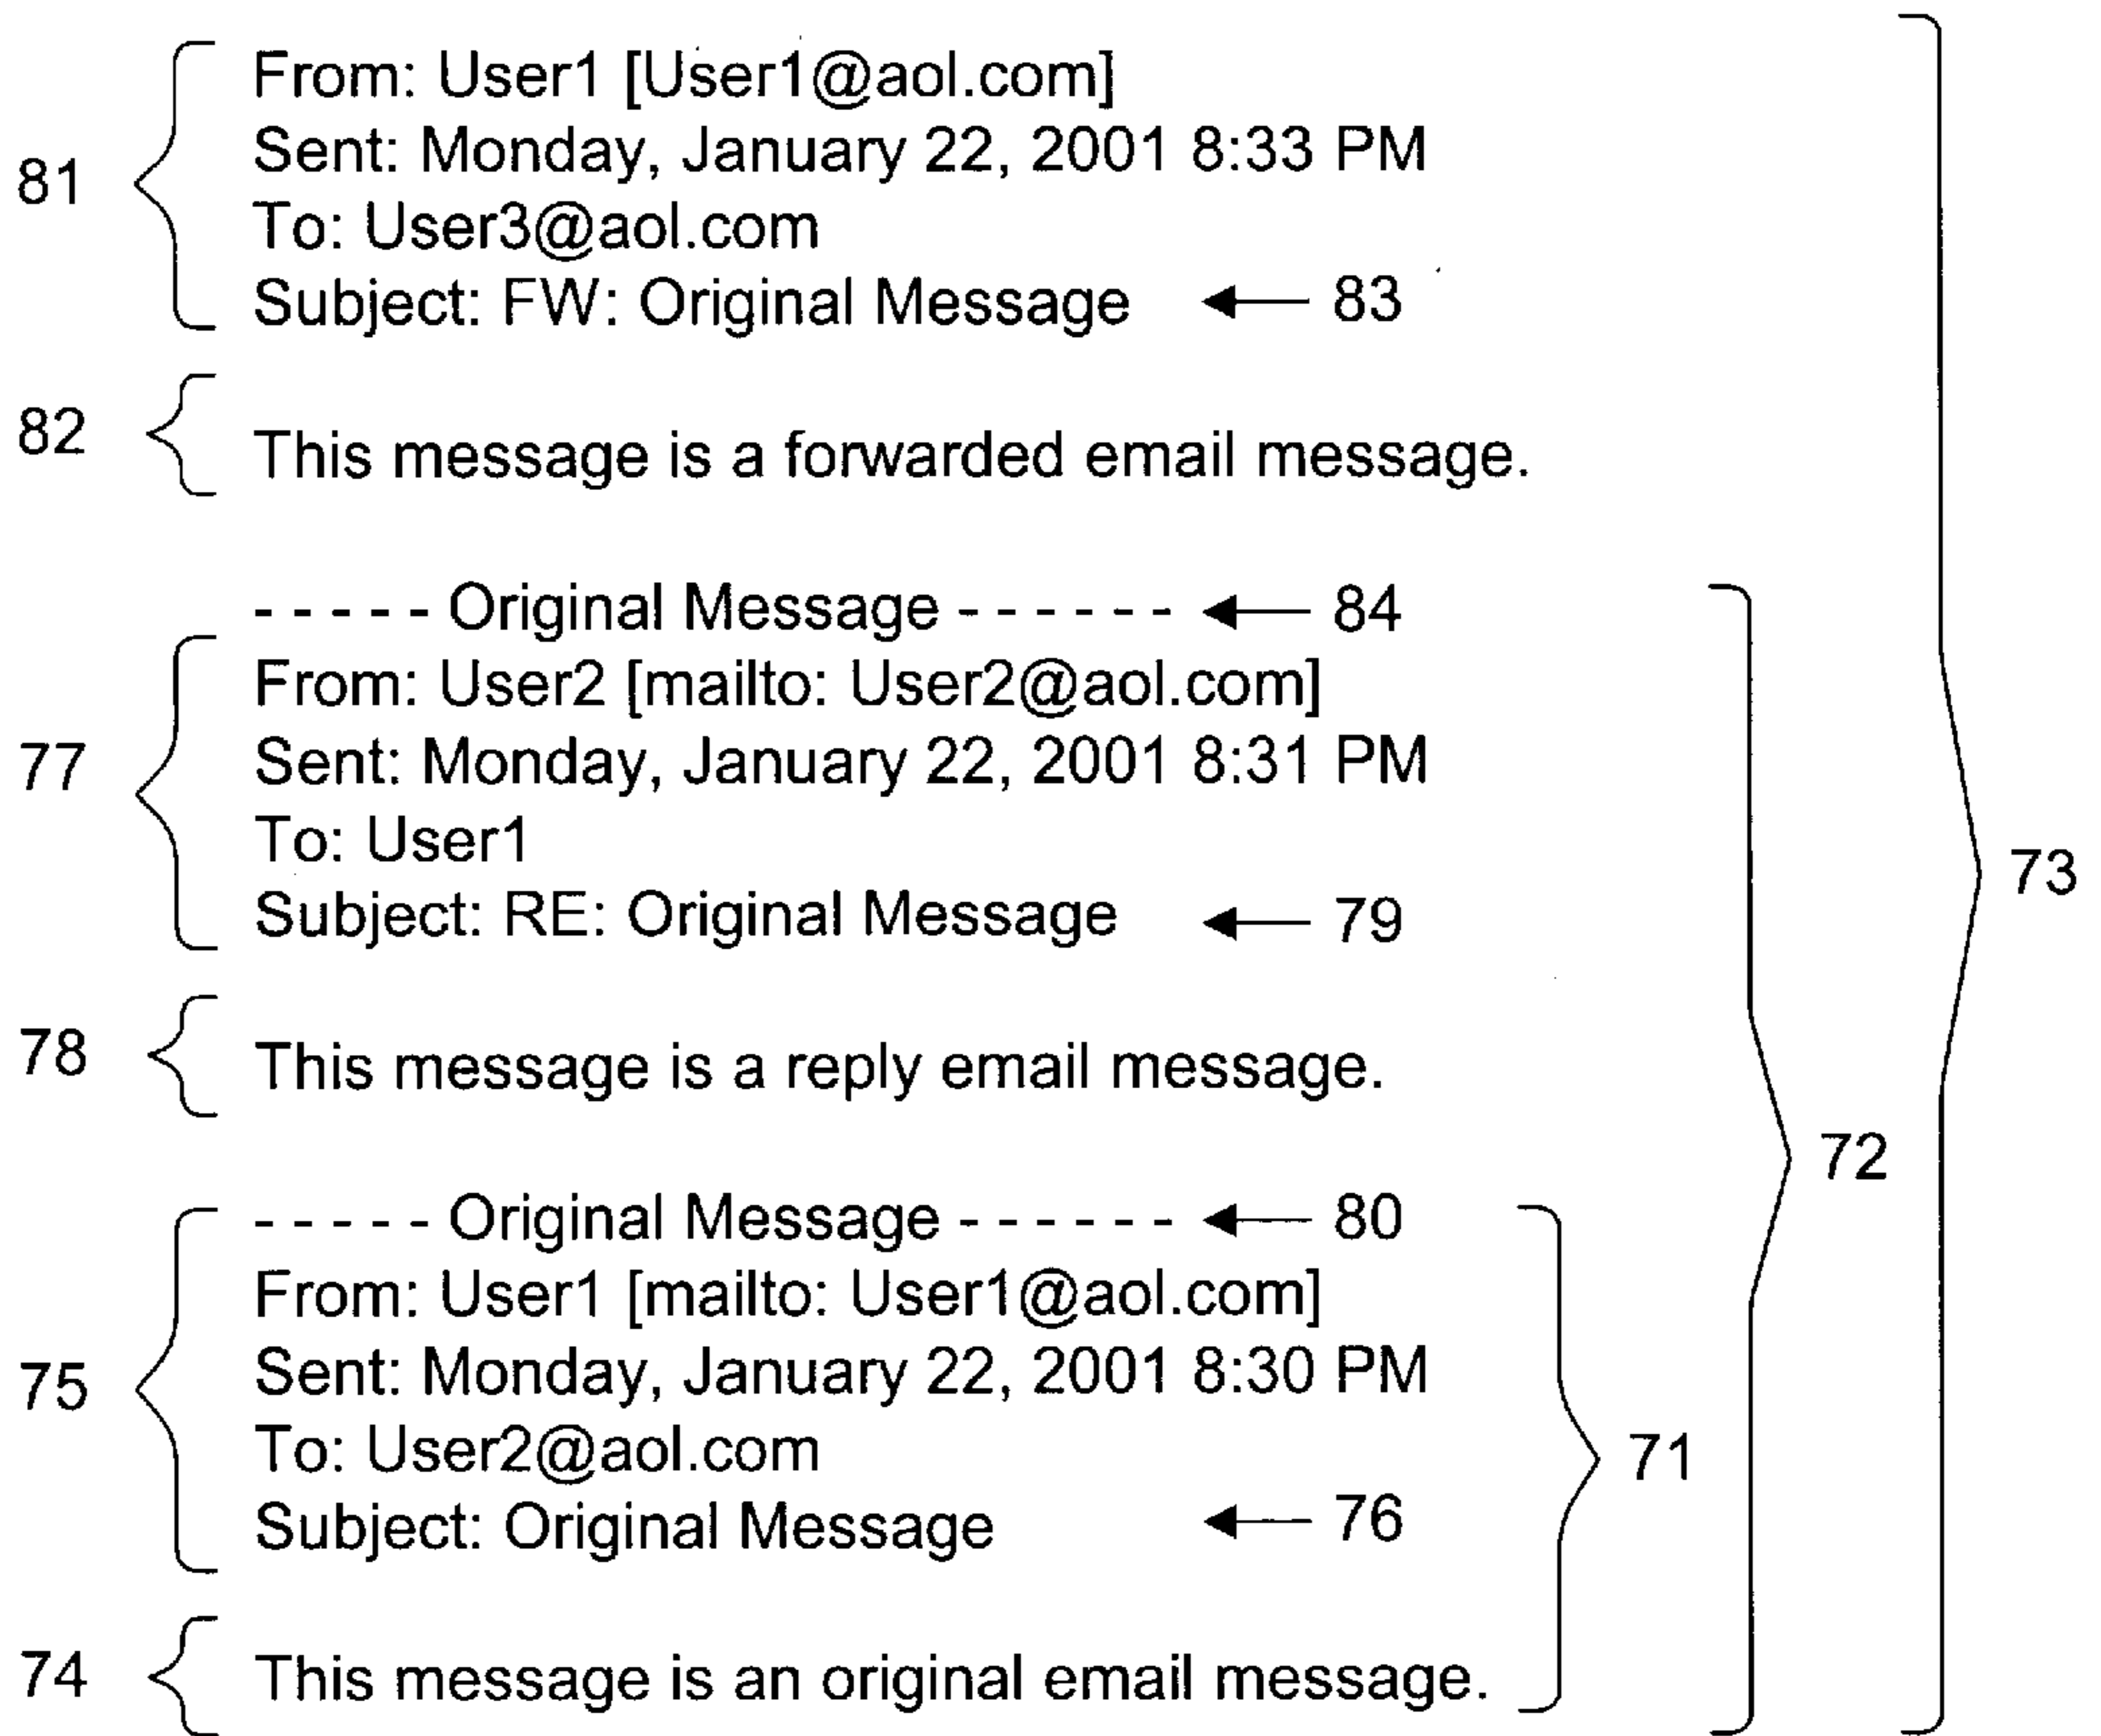 From: User1 [User1@aol.com]
81 Sent: Monday, January 22, 2001 8:33 PM
To: User3@aol.com
Subject: FW: Original Message 83
82 This message is a forwarded email message.
- - - - - Original Message - - - - - - 84
From: User2 [mailto: User2@aol.com]
77 Sent: Monday, January 22, 2001 8:31 PM
To: User1
73
Subject: RE: Original Message 79
78 This message is a reply email message.
72
- - - - - Original Message - - - - - - 80
From: User1 [mailto: User1@aol.com]
75 Sent: Monday, January 22, 2001 8:30 PM
To: User2@aol.com 71
Subject: Original Message 76
74 This message is an original email message.